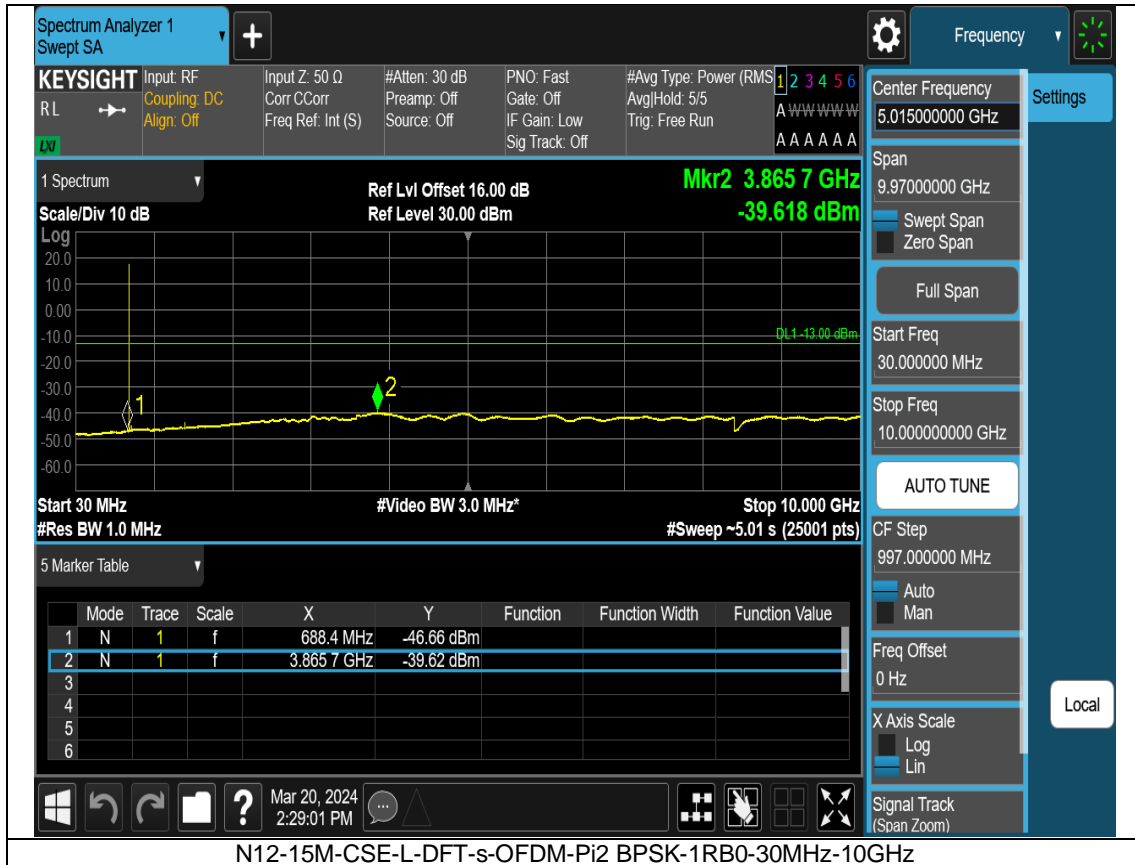 Spectrum Analyzer 1
Swept SA
Frequency
KEYSIGHT
R L
LXI
Input: RF
Coupling: DC
Align: Off
Input Z: 50 Ω
Corr CCorr
Freq Ref: Int (S)
#Atten: 30 dB
Preamp: Off
Source: Off
PNO: Fast
Gate: Off
IF Gain: Low
Sig Track: Off
#Avg Type: Power (RMS
Avg|Hold: 5/5
Trig: Free Run
1 2 3 4 5 6
A W W W W W
A A A A A A
1 Spectrum
Scale/Div 10 dB
Ref Lvl Offset 16.00 dB
Ref Level 30.00 dBm
Mkr2 3.865 7 GHz
-39.618 dBm
Log
20.0
10.0
0.00
-10.0
-20.0
-30.0
-40.0
-50.0
-60.0
DL1 -13.00 dBm
1
2
Start 30 MHz
#Video BW 3.0 MHz*
Stop 10.000 GHz
#Res BW 1.0 MHz
#Sweep ~5.01 s (25001 pts)
5 Marker Table
Mode Trace Scale X Y Function Function Width Function Value
1 N 1 f 688.4 MHz -46.66 dBm
2 N 1 f 3.865 7 GHz -39.62 dBm
3
4
5
6
Mar 20, 2024
2:29:01 PM
Center Frequency
5.015000000 GHz
Settings
Span
9.97000000 GHz
Swept Span
Zero Span
Full Span
Start Freq
30.000000 MHz
Stop Freq
10.000000000 GHz
AUTO TUNE
CF Step
997.000000 MHz
Auto
Man
Freq Offset
0 Hz
X Axis Scale
Log
Lin
Local
Signal Track
(Span Zoom)
N12-15M-CSE-L-DFT-s-OFDM-Pi2 BPSK-1RB0-30MHz-10GHz